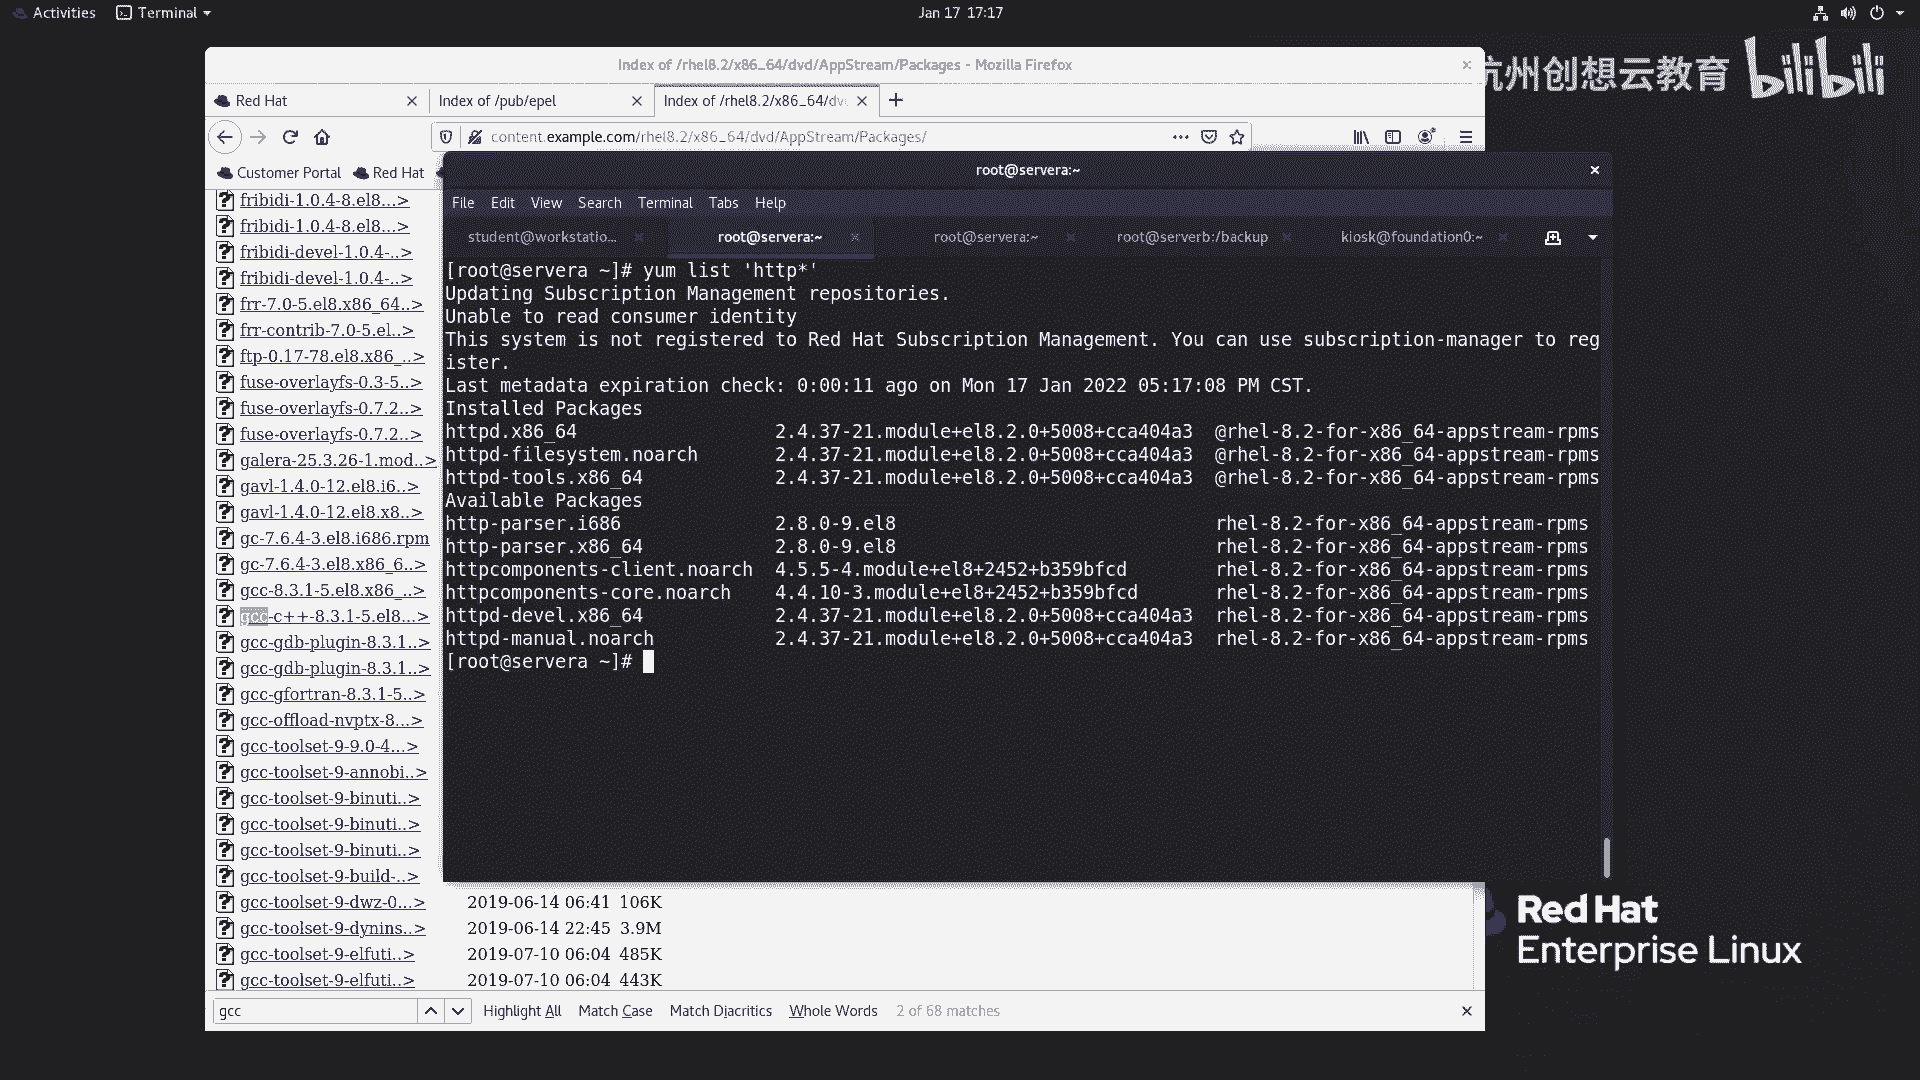 Activities
Terminal
Jan 17 17:17
杭州创想云教育
bilibili
Index of /rhel8.2/x86_64/dvd/AppStream/Packages - Mozilla Firefox
Red Hat
Index of /pub/epel
Index of /rhel8.2/x86_64/dv
content.example.com/rhel8.2/x86_64/dvd/AppStream/Packages/
Customer Portal
Red Hat
fribidi-1.0.4-8.el8...>
fribidi-1.0.4-8.el8...>
fribidi-devel-1.0.4-..>
fribidi-devel-1.0.4-..>
frr-7.0-5.el8.x86_64..>
frr-contrib-7.0-5.el..>
ftp-0.17-78.el8.x86_..>
fuse-overlayfs-0.3-5..>
fuse-overlayfs-0.7.2..>
fuse-overlayfs-0.7.2..>
galera-25.3.26-1.mod..>
gavl-1.4.0-12.el8.i6..>
gavl-1.4.0-12.el8.x8..>
gc-7.6.4-3.el8.i686.rpm
gc-7.6.4-3.el8.x86_6..>
gcc-8.3.1-5.el8.x86_..>
gcc-c++-8.3.1-5.el8...>
gcc-gdb-plugin-8.3.1..>
gcc-gdb-plugin-8.3.1..>
gcc-gfortran-8.3.1-5..>
gcc-offload-nvptx-8...>
gcc-toolset-9-9.0-4...>
gcc-toolset-9-annobi..>
gcc-toolset-9-binuti..>
gcc-toolset-9-binuti..>
gcc-toolset-9-binuti..>
gcc-toolset-9-build-..>
gcc-toolset-9-dwz-0...> 2019-06-14 06:41 106K
gcc-toolset-9-dynins..> 2019-06-14 22:45 3.9M
gcc-toolset-9-elfuti..> 2019-07-10 06:04 485K
gcc-toolset-9-elfuti..> 2019-07-10 06:04 443K
gcc
Highlight All
Match Case
Match Diacritics
Whole Words
2 of 68 matches
root@servera:~
File Edit View Search Terminal Tabs Help
student@workstatio...
root@servera:~
root@servera:~
root@serverb:/backup
kiosk@foundation0:~
[root@servera ~]# yum list 'http*'
Updating Subscription Management repositories.
Unable to read consumer identity
This system is not registered to Red Hat Subscription Management. You can use subscription-manager to reg
ister.
Last metadata expiration check: 0:00:11 ago on Mon 17 Jan 2022 05:17:08 PM CST.
Installed Packages
httpd.x86_64 2.4.37-21.module+el8.2.0+5008+cca404a3 @rhel-8.2-for-x86_64-appstream-rpms
httpd-filesystem.noarch 2.4.37-21.module+el8.2.0+5008+cca404a3 @rhel-8.2-for-x86_64-appstream-rpms
httpd-tools.x86_64 2.4.37-21.module+el8.2.0+5008+cca404a3 @rhel-8.2-for-x86_64-appstream-rpms
Available Packages
http-parser.i686 2.8.0-9.el8 rhel-8.2-for-x86_64-appstream-rpms
http-parser.x86_64 2.8.0-9.el8 rhel-8.2-for-x86_64-appstream-rpms
httpcomponents-client.noarch 4.5.5-4.module+el8+2452+b359bfcd rhel-8.2-for-x86_64-appstream-rpms
httpcomponents-core.noarch 4.4.10-3.module+el8+2452+b359bfcd rhel-8.2-for-x86_64-appstream-rpms
httpd-devel.x86_64 2.4.37-21.module+el8.2.0+5008+cca404a3 rhel-8.2-for-x86_64-appstream-rpms
httpd-manual.noarch 2.4.37-21.module+el8.2.0+5008+cca404a3 rhel-8.2-for-x86_64-appstream-rpms
[root@servera ~]#
Red Hat
Enterprise Linux